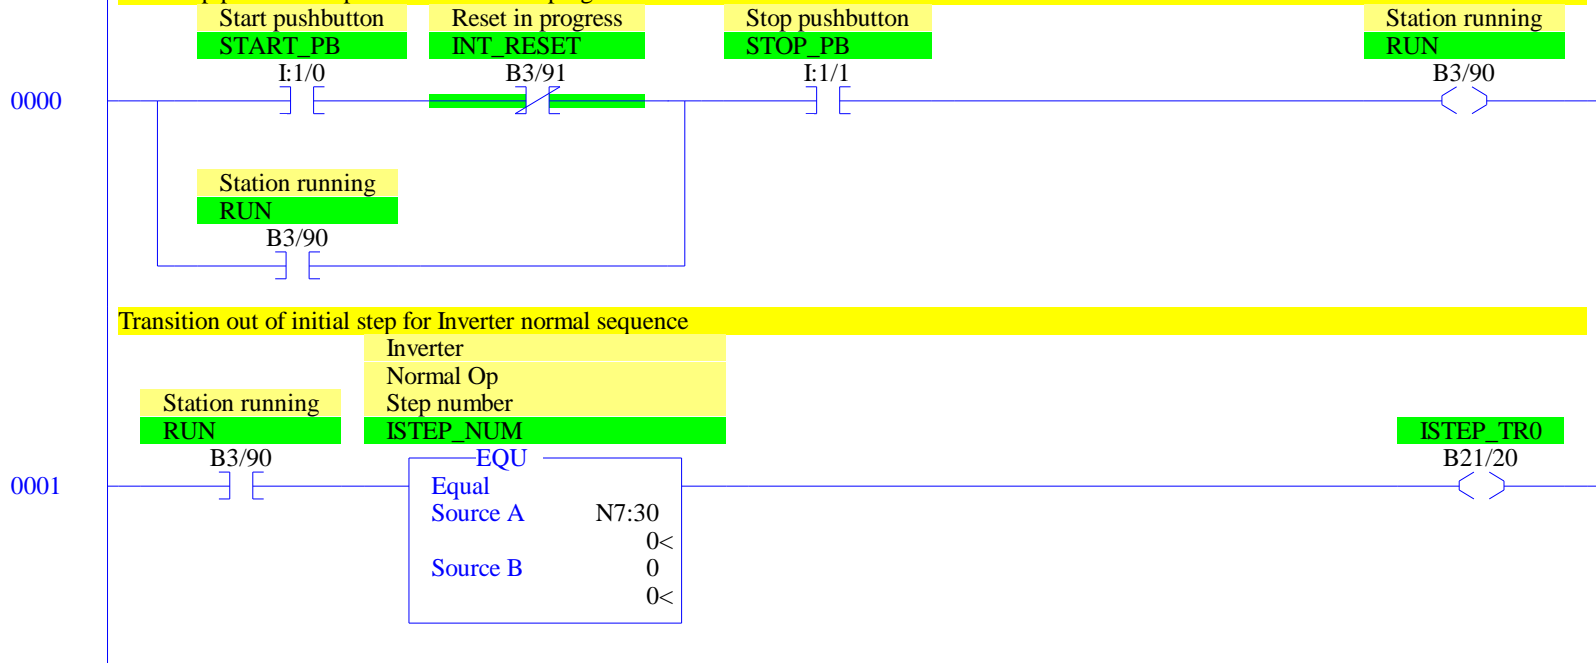 Start pushbutton Reset in progress Stop pushbutton Station running
START_PB INT_RESET STOP_PB RUN
I:1/0 B3/91 I:1/1 B3/90
0000
Station running
RUN
B3/90
Transition out of initial step for Inverter normal sequence
Inverter
Normal Op
Station running Step number
RUN ISTEP_NUM ISTEP_TR0
B3/90 EQU B21/20
0001 Equal
Source A N7:30
0<
Source B 0
0<